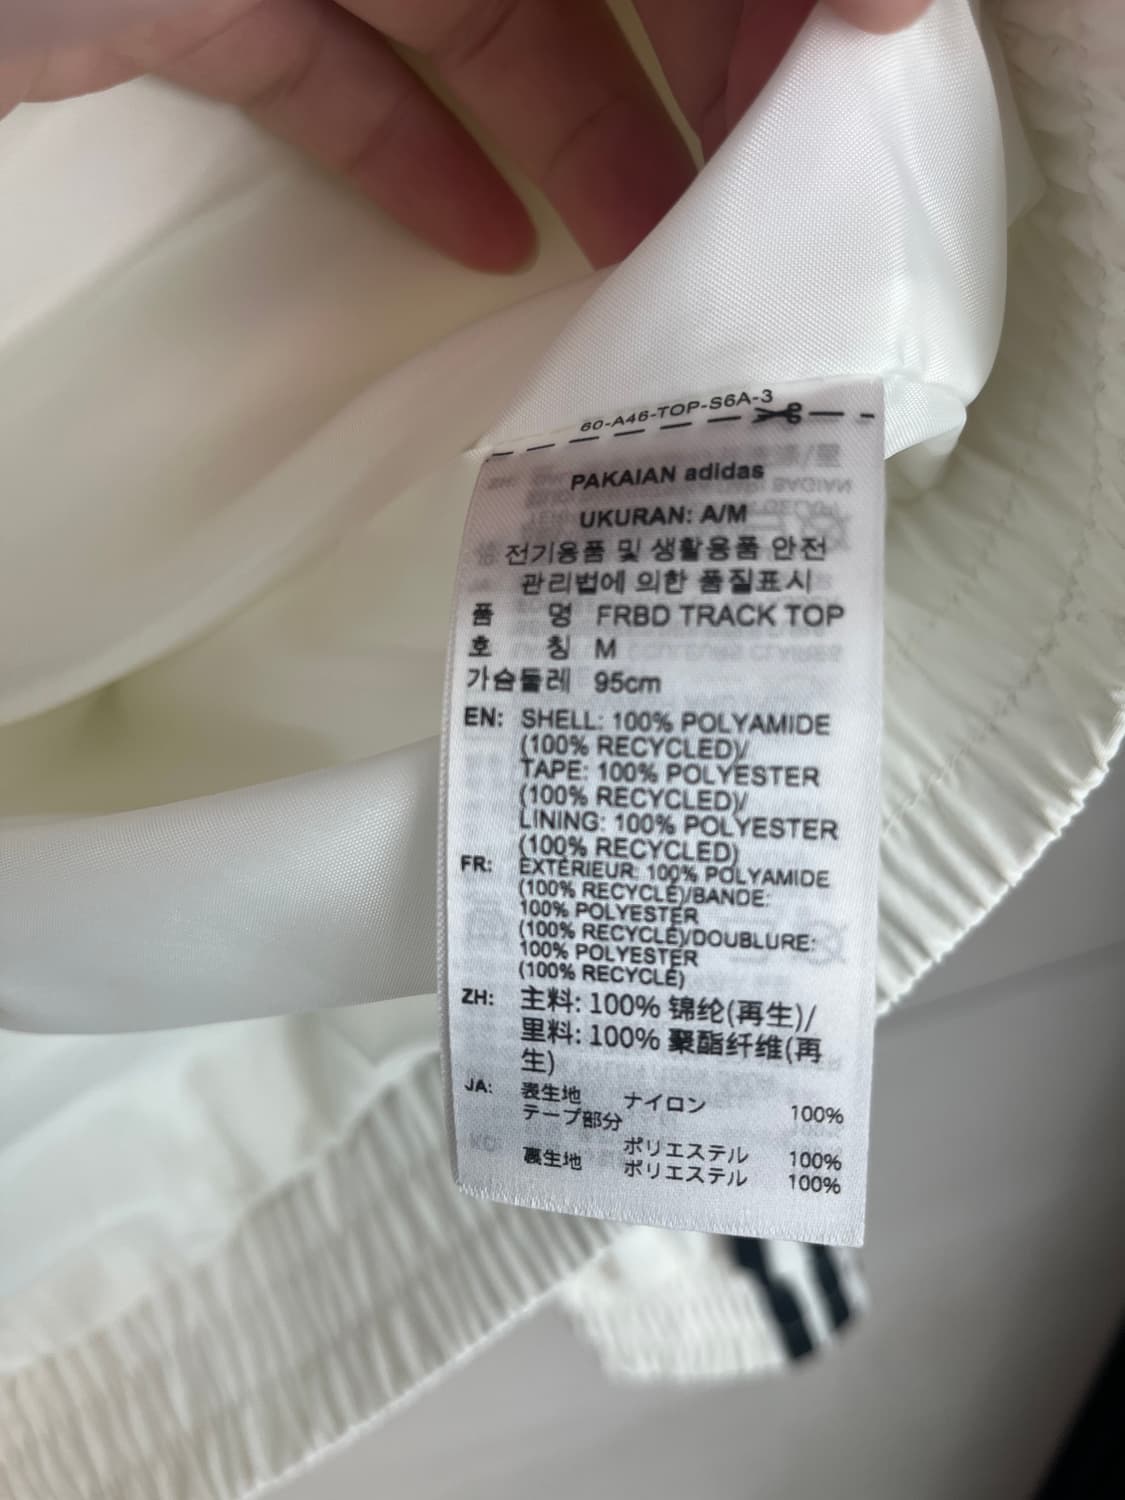 60-A46-TOP-S6A-3
PAKAIAN adidas
UKURAN: A/M
전기용품 및 생활용품 안전
관리법에 의한 품질표시
품 명 FRBD TRACK TOP
호 칭 M
가슴둘레 95cm
EN: SHELL: 100% POLYAMIDE
(100% RECYCLED)/
TAPE: 100% POLYESTER
(100% RECYCLED)/
LINING: 100% POLYESTER
(100% RECYCLED)
FR: EXTÉRIEUR: 100% POLYAMIDE
(100% RECYCLÉ)/BANDE:
100% POLYESTER
(100% RECYCLÉ)/DOUBLURE:
100% POLYESTER
(100% RECYCLÉ)
ZH: 主料: 100% 锦纶(再生)/
里料: 100% 聚酯纤维(再
生)
JA: 表生地 ナイロン 100%
テープ部分
ポリエステル 100%
裏生地 ポリエステル 100%